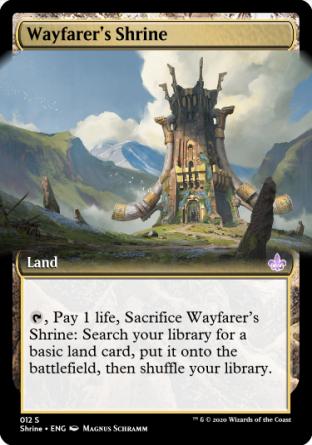 Wayfarer's Shrine
Land
, Pay 1 life, Sacrifice Wayfarer's
Shrine: Search your library for a
basic land card, put it onto the
battlefield, then shuffle your library.
012 S
Shrine • ENG Magnus Schramm
™ & © 2020 Wizards of the Coast